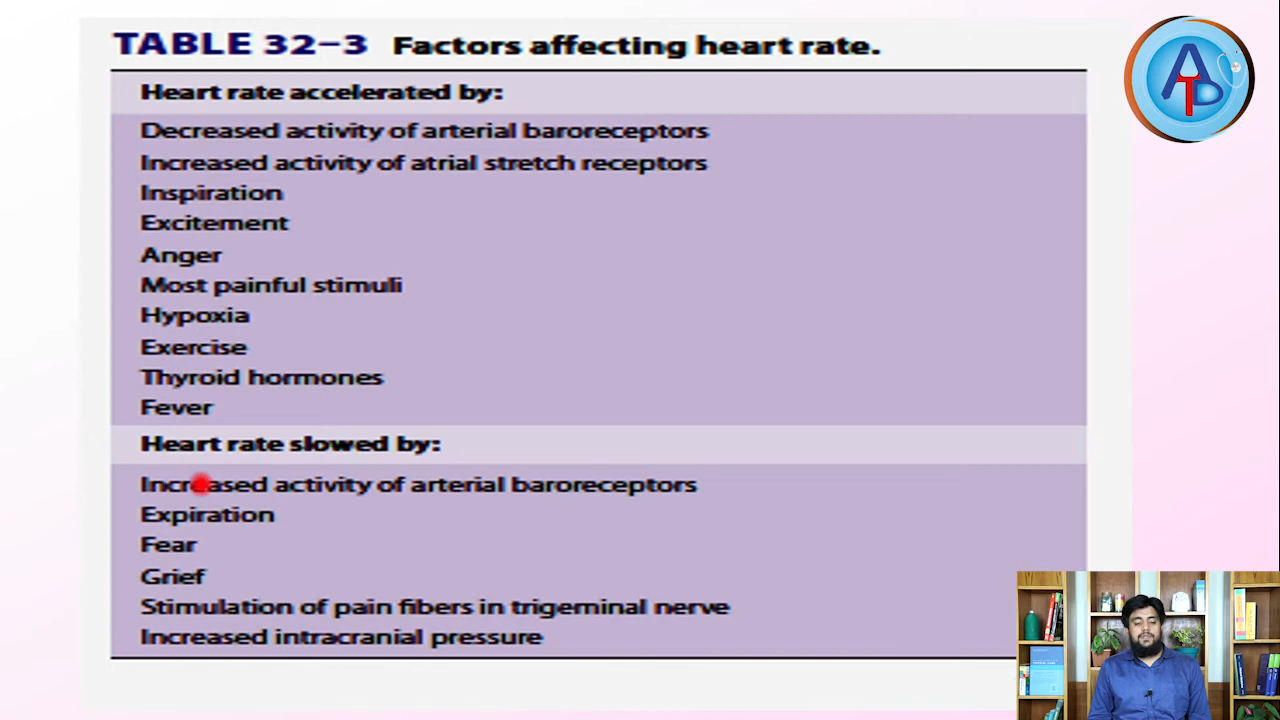 TABLE 32–3 Factors affecting heart rate.
Heart rate accelerated by:
Decreased activity of arterial baroreceptors
Increased activity of atrial stretch receptors
Inspiration
Excitement
Anger
Most painful stimuli
Hypoxia
Exercise
Thyroid hormones
Fever
Heart rate slowed by:
Increased activity of arterial baroreceptors
Expiration
Fear
Grief
Stimulation of pain fibers in trigeminal nerve
Increased intracranial pressure
ATD